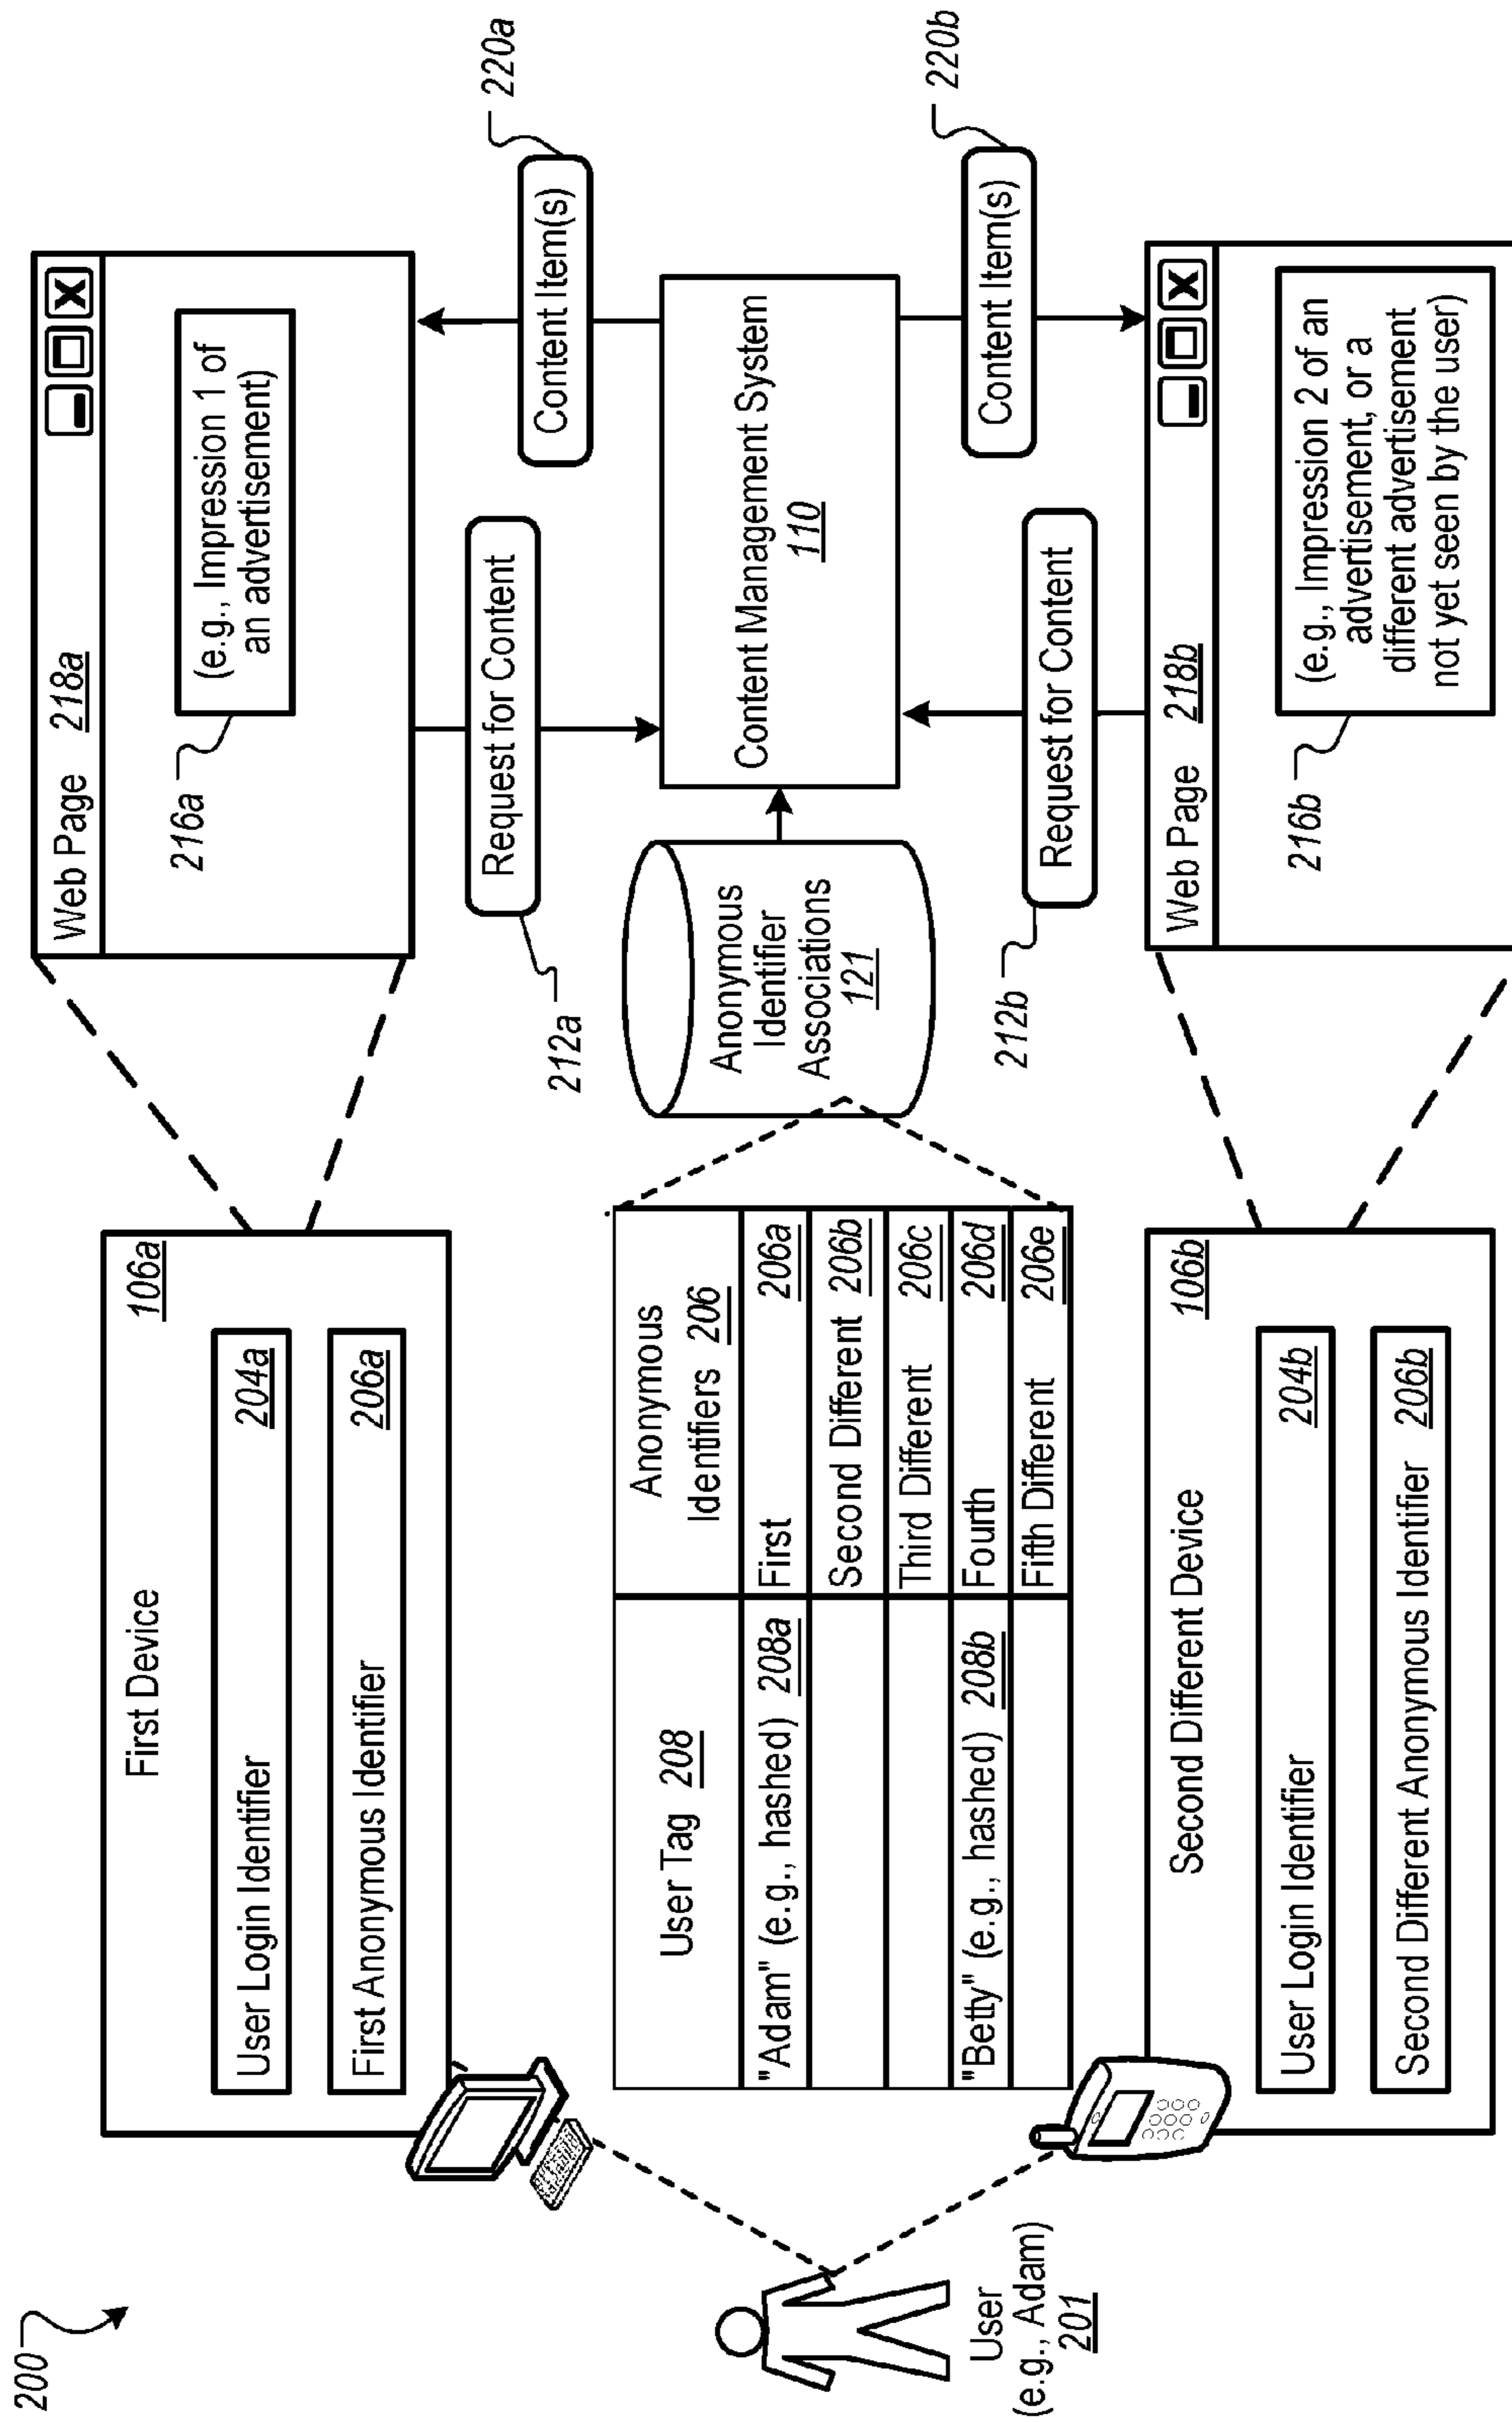 200
User
(e.g., Adam)
201
First Device
106a
User Login Identifier 204a
First Anonymous Identifier 206a
User Tag 208
Anonymous
Identifiers 206
"Adam" (e.g., hashed) 208a
First 206a
Second Different 206b
Third Different 206c
"Betty" (e.g., hashed) 208b
Fourth 206d
Fifth Different 206e
Second Different Device
106b
User Login Identifier 204b
Second Different Anonymous Identifier 206b
Web Page 218a
216a
(e.g., Impression 1 of
an advertisement)
212a
Request for Content
Content Item(s)
220a
Anonymous
Identifier
Associations
121
Content Management System
110
212b
Request for Content
Content Item(s)
220b
Web Page 218b
216b
(e.g., Impression 2 of an
advertisement, or a
different advertisement
not yet seen by the user)